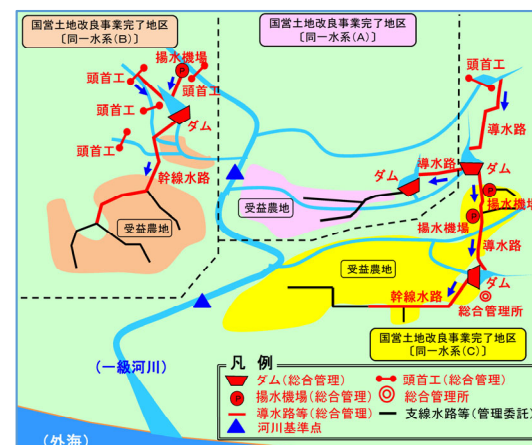 国営土地改良事業完了地区
〔同一水系(B)〕
国営土地改良事業完了地区
〔同一水系(A)〕
揚水機場
頭首工
頭首工
頭首工
頭首工
ダム
幹線水路
受益農地
頭首工
導水路
導水路
ダム
ダム
受益農地
揚水機場
導水路
受益農地
ダム
幹線水路
総合管理所
国営土地改良事業完了地区
〔同一水系(C)〕
(一級河川)
(外海)
凡 例
ダム(総合管理)
頭首工(総合管理)
P 揚水機場(総合管理)
総合管理所
導水路等(総合管理)
支線水路等(管理委託)
河川基準点